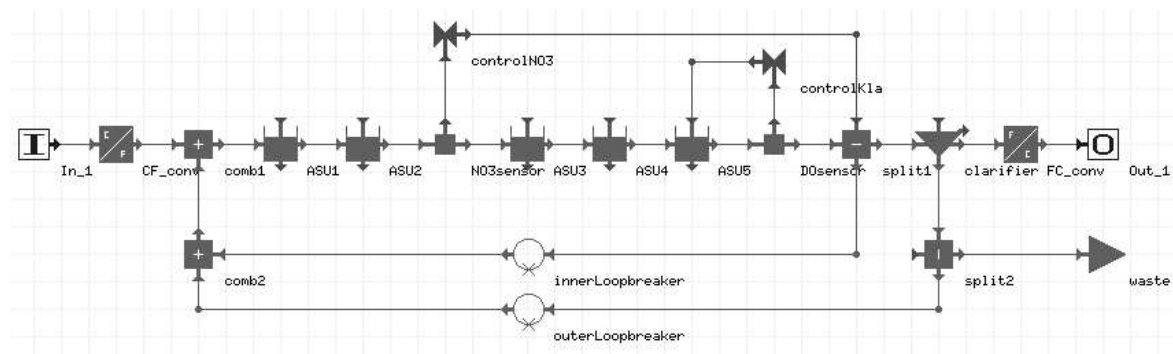 controlNO3
controlKla
I
C
F
+
-
F
C
O
In_1
CF_conv
comb1
ASU1
ASU2
NO3sensor
ASU3
ASU4
ASU5
DOsensor
split1
clarifier
FC_conv
Out_1
+
comb2
innerLoopbreaker
split2
waste
outerLoopbreaker